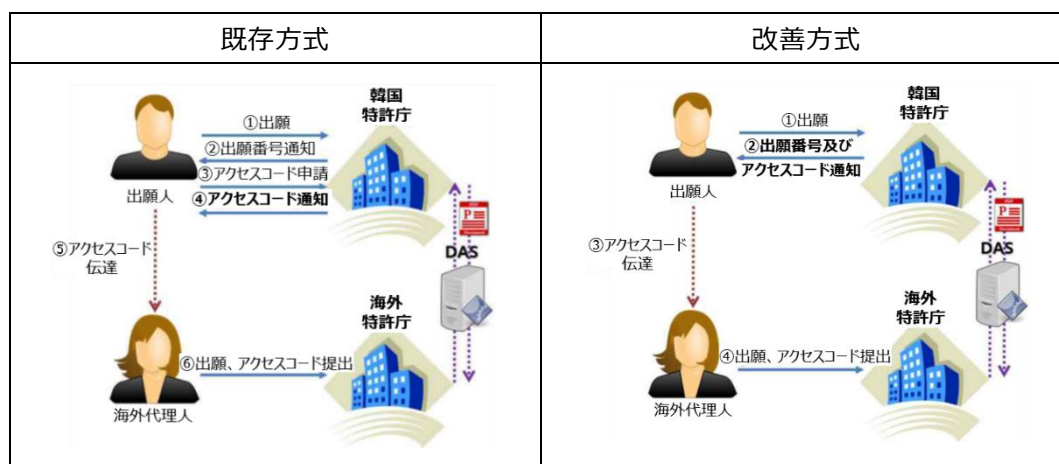 既存方式
改善方式
韓国
特許庁
①出願
②出願番号通知
③アクセスコード申請
④アクセスコード通知
出願人
⑤アクセスコード
伝達
DAS
海外
特許庁
⑥出願、アクセスコード提出
海外代理人
韓国
特許庁
①出願
②出願番号及び
アクセスコード通知
出願人
③アクセスコード
伝達
DAS
海外
特許庁
④出願、アクセスコード提出
海外代理人